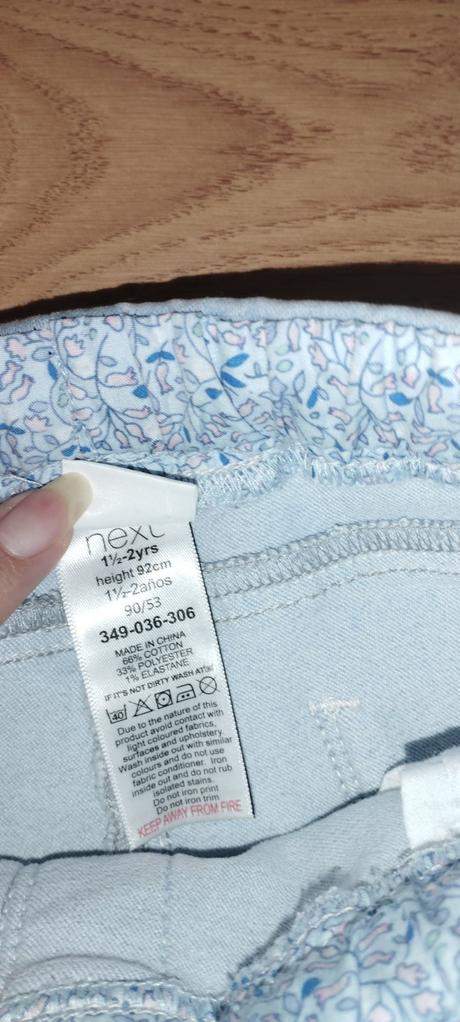 next
1½-2yrs
height 92cm
1½-2años
90/53
349-036-306
MADE IN CHINA
66% COTTON
33% POLYESTER
1% ELASTANE
IF IT'S NOT DIRTY WASH AT
40
Due to the nature of this
product avoid contact with
light coloured fabrics,
surfaces and upholstery.
Wash inside out with similar
colours and do not use
fabric conditioner. Iron
inside out and do not rub
isolated stains.
Do not iron print
Do not iron trim
KEEP AWAY FROM FIRE